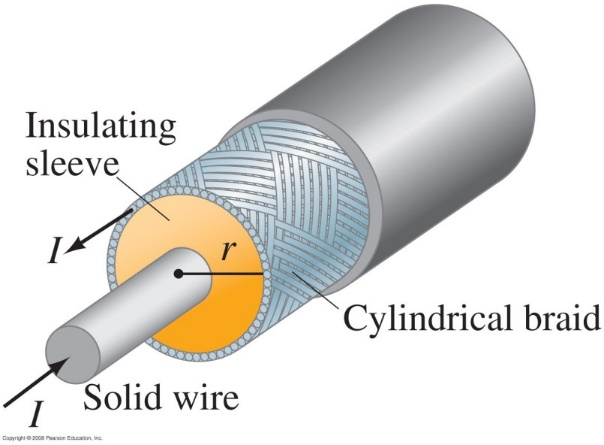 Insulating
sleeve
I
r
Cylindrical braid
Solid wire
I
Copyright © 2008 Pearson Education, Inc.